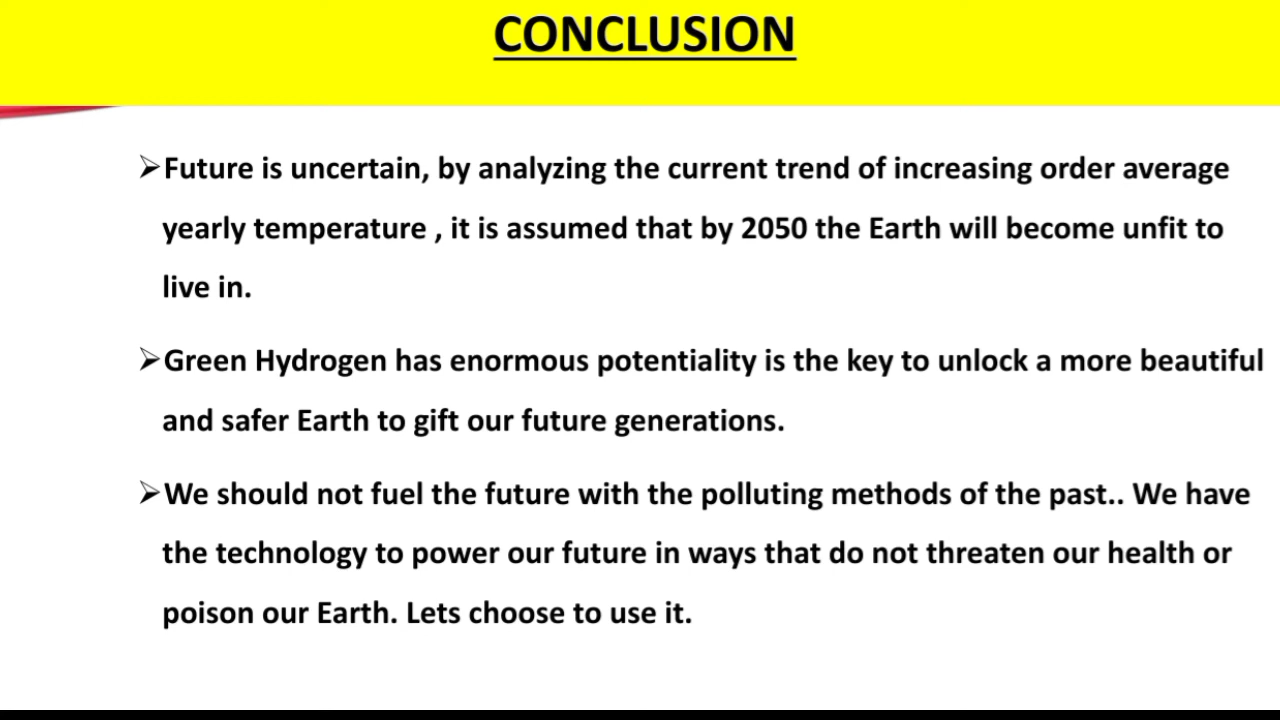 CONCLUSION
➢Future is uncertain, by analyzing the current trend of increasing order average
yearly temperature , it is assumed that by 2050 the Earth will become unfit to
live in.
➢Green Hydrogen has enormous potentiality is the key to unlock a more beautiful
and safer Earth to gift our future generations.
➢We should not fuel the future with the polluting methods of the past.. We have
the technology to power our future in ways that do not threaten our health or
poison our Earth. Lets choose to use it.